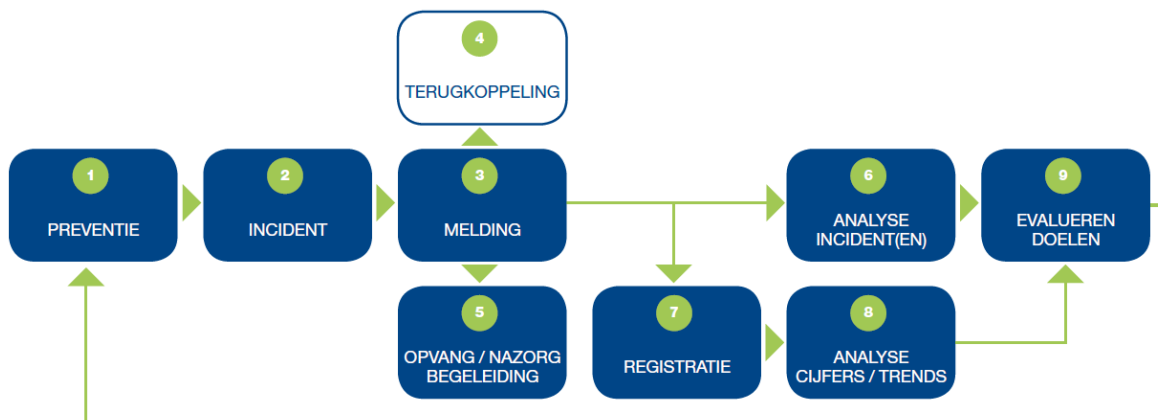 4
TERUGKOPPELING
1
PREVENTIE
2
INCIDENT
3
MELDING
6
ANALYSE
INCIDENT(EN)
9
EVALUEREN
DOELEN
5
OPVANG / NAZORG
BEGELEIDING
7
REGISTRATIE
8
ANALYSE
CIJFERS / TRENDS